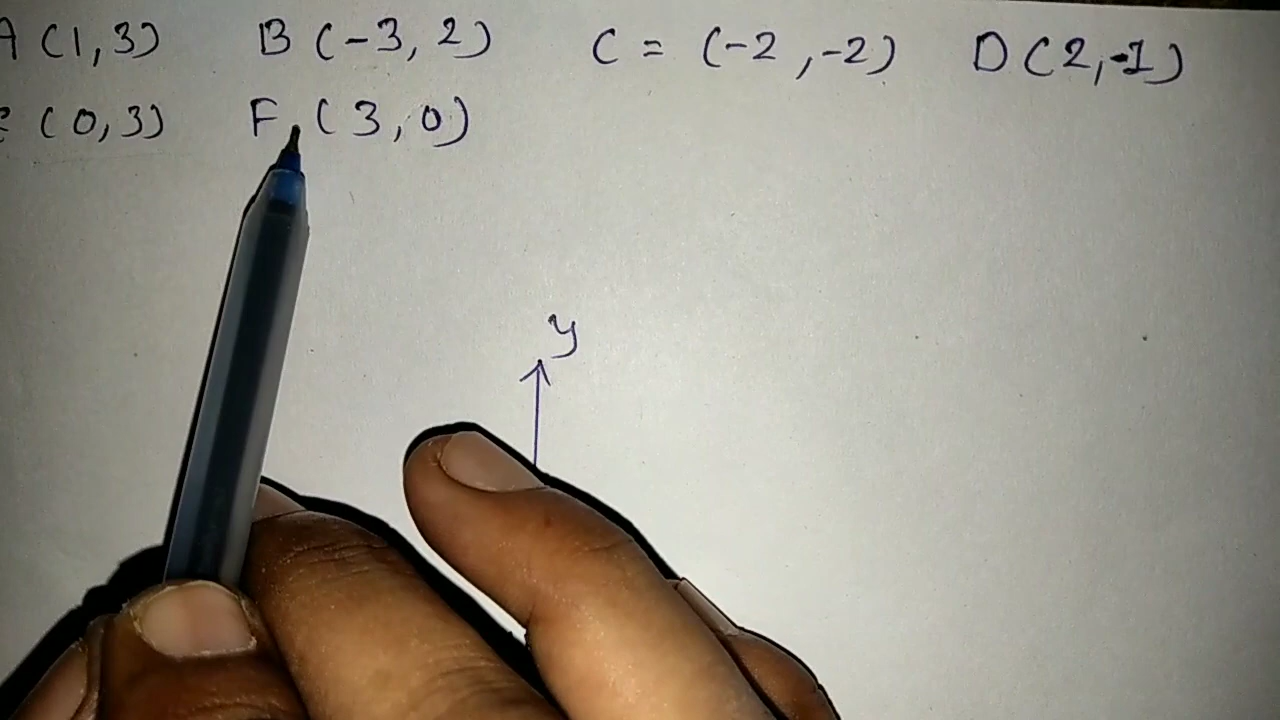 A (1,3) B (-3, 2) C = (-2 ,-2) D (2,-1)
E (0,3) F (3,0)
y